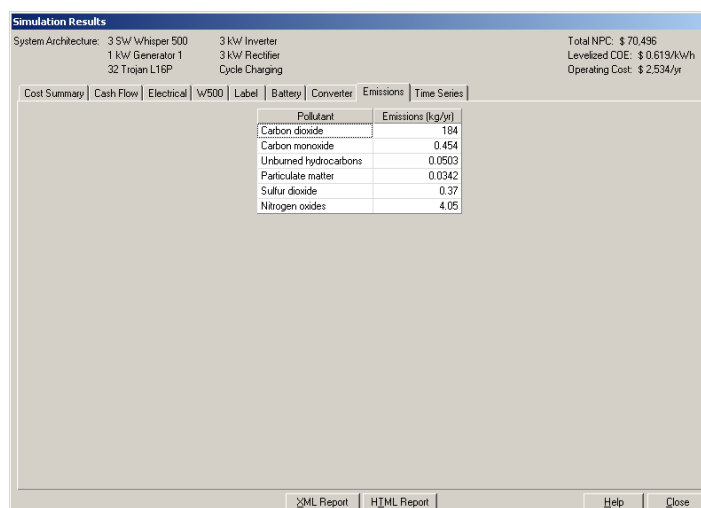 Simulation Results
System Architecture: 3 SW Whisper 500 3 kW Inverter Total NPC: $ 70,496
1 kW Generator 1 3 kW Rectifier Levelized COE: $ 0.619/kWh
32 Trojan L16P Cycle Charging Operating Cost: $ 2,534/yr
Cost Summary Cash Flow Electrical W500 Label Battery Converter Emissions Time Series
Pollutant Emissions (kg/yr)
Carbon dioxide 184
Carbon monoxide 0.454
Unburned hydrocarbons 0.0503
Particulate matter 0.0342
Sulfur dioxide 0.37
Nitrogen oxides 4.05
XML Report HTML Report Help Close